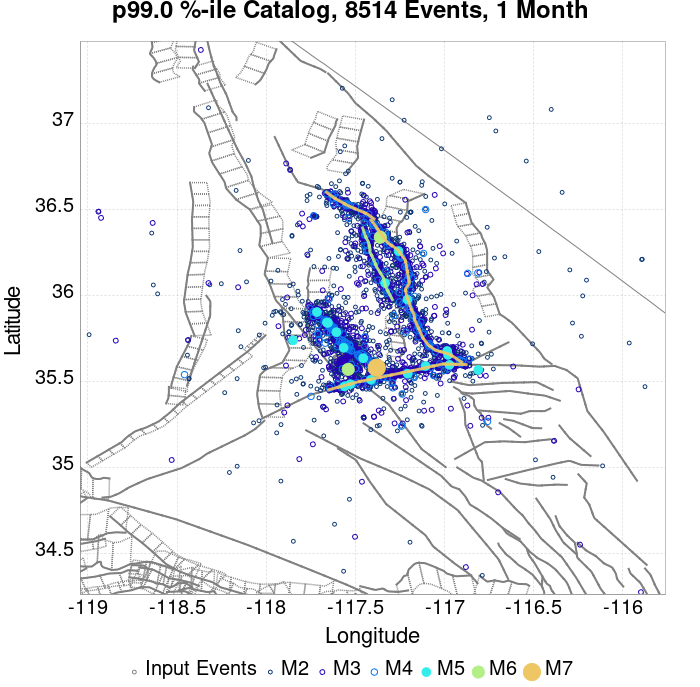 p99.0 %-ile Catalog, 8514 Events, 1 Month
37
36.5
36
35.5
35
34.5
Latitude
-119 -118.5 -118 -117.5 -117 -116.5 -116
Longitude
Input Events M2 M3 M4 M5 M6 M7